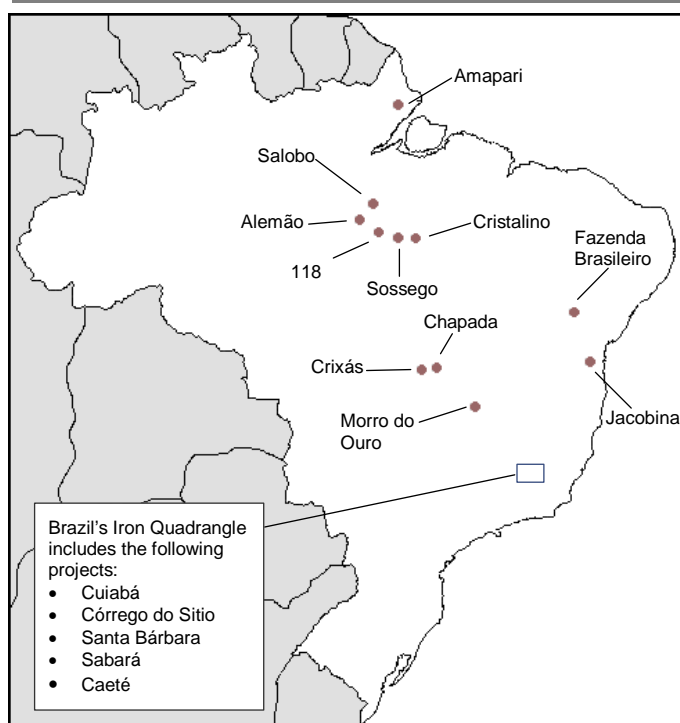 Amapari
Salobo
Alemão
Cristalino
118
Sossego
Fazenda
Brasileiro
Chapada
Crixás
Jacobina
Morro do
Ouro
Brazil’s Iron Quadrangle
includes the following
projects:
• Cuiabá
• Córrego do Sitio
• Santa Bárbara
• Sabará
• Caeté